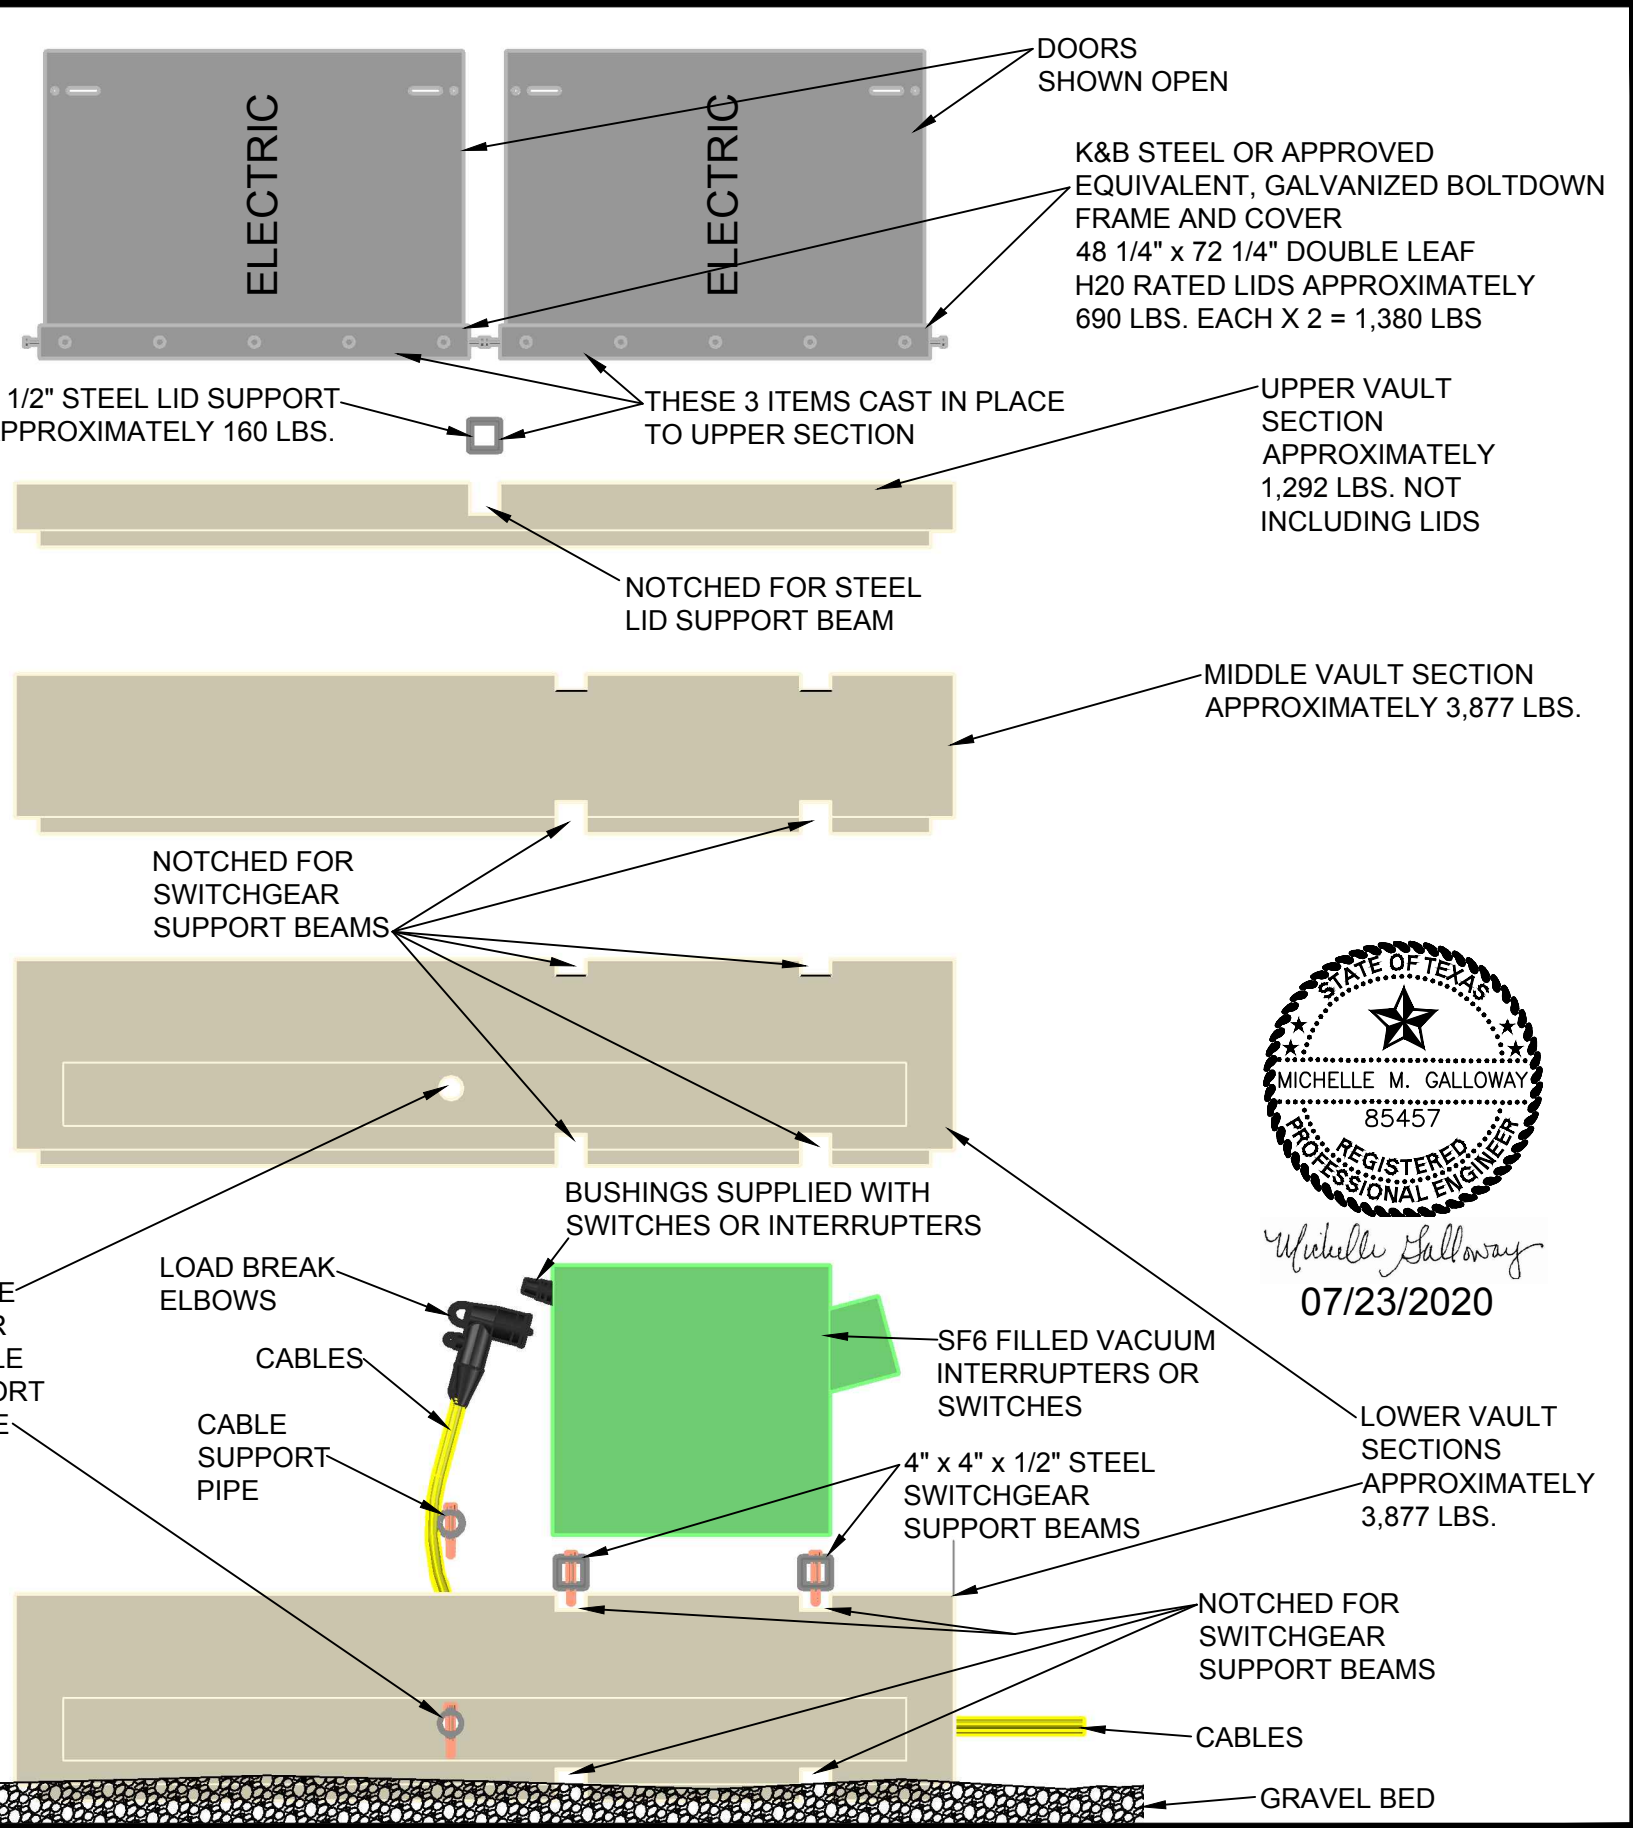 DOORS
SHOWN OPEN
ELECTRIC
ELECTRIC
K&B STEEL OR APPROVED
EQUIVALENT, GALVANIZED BOLTDOWN
FRAME AND COVER
48 1/4" x 72 1/4" DOUBLE LEAF
H20 RATED LIDS APPROXIMATELY
690 LBS. EACH X 2 = 1,380 LBS
1/2" STEEL LID SUPPORT
PPROXIMATELY 160 LBS.
THESE 3 ITEMS CAST IN PLACE
TO UPPER SECTION
UPPER VAULT
SECTION
APPROXIMATELY
1,292 LBS. NOT
INCLUDING LIDS
NOTCHED FOR STEEL
LID SUPPORT BEAM
MIDDLE VAULT SECTION
APPROXIMATELY 3,877 LBS.
NOTCHED FOR
SWITCHGEAR
SUPPORT BEAMS
STATE OF TEXAS
MICHELLE M. GALLOWAY
85457
REGISTERED
PROFESSIONAL ENGINEER
Michelle Galloway
07/23/2020
BUSHINGS SUPPLIED WITH
SWITCHES OR INTERRUPTERS
LOAD BREAK
ELBOWS
E
R
LE
ORT
E
CABLES
CABLE
SUPPORT
PIPE
SF6 FILLED VACUUM
INTERRUPTERS OR
SWITCHES
4" x 4" x 1/2" STEEL
SWITCHGEAR
SUPPORT BEAMS
LOWER VAULT
SECTIONS
APPROXIMATELY
3,877 LBS.
NOTCHED FOR
SWITCHGEAR
SUPPORT BEAMS
CABLES
GRAVEL BED